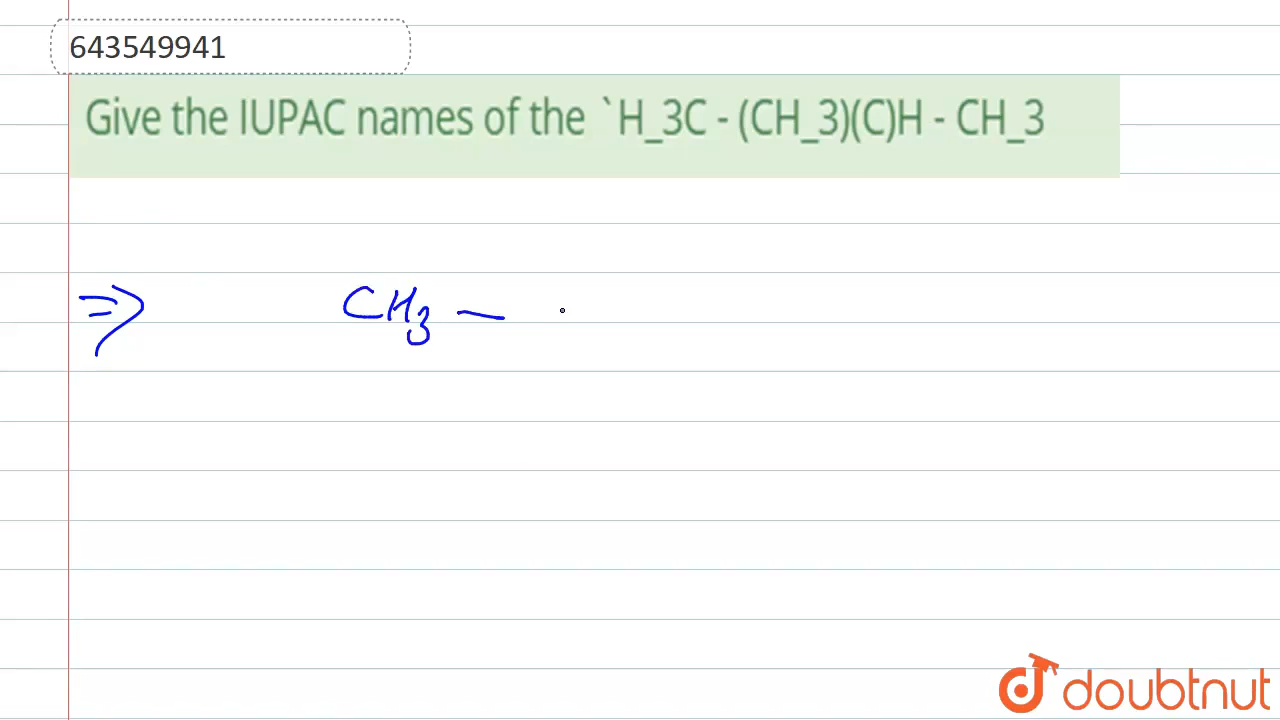 643549941
Give the IUPAC names of the `H_3C - (CH_3)(C)H - CH_3
⇒ CH₃ —
doubtnut